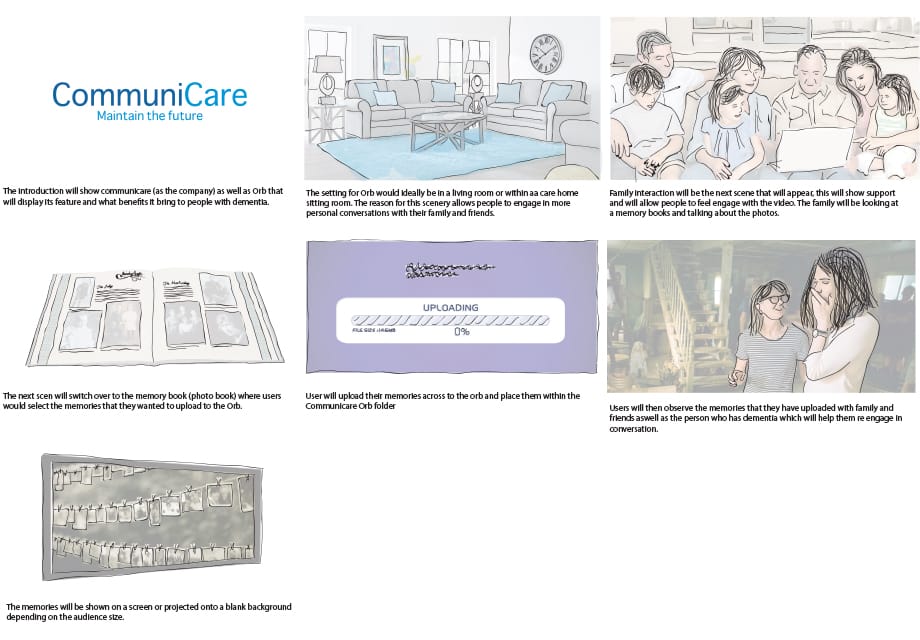 CommuniCare
Maintain the future
The introduction will show communicare (as the company) as well as Orb that
will display its feature and what benefits it bring to people with dementia.
The setting for Orb would ideally be in a living room or within aa care home
sitting room. The reason for this scenery allows people to engage in more
personal conversations with their family and friends.
Family interaction will be the next scene that will appear, this will show support
and will allow people to feel engage with the video. The family will be looking at
a memory books and talking about the photos.
The next scen will switch over to the memory book (photo book) where users
would select the memories that they wanted to upload to the Orb.
UPLOADING
FILE SIZE
0%
User will upload their memories across to the orb and place them within the
Communicare Orb folder
Users will then observe the memories that they have uploaded with family and
friends aswell as the person who has dementia which will help them re engage in
conversation.
The memories will be shown on a screen or projected onto a blank background
depending on the audience size.